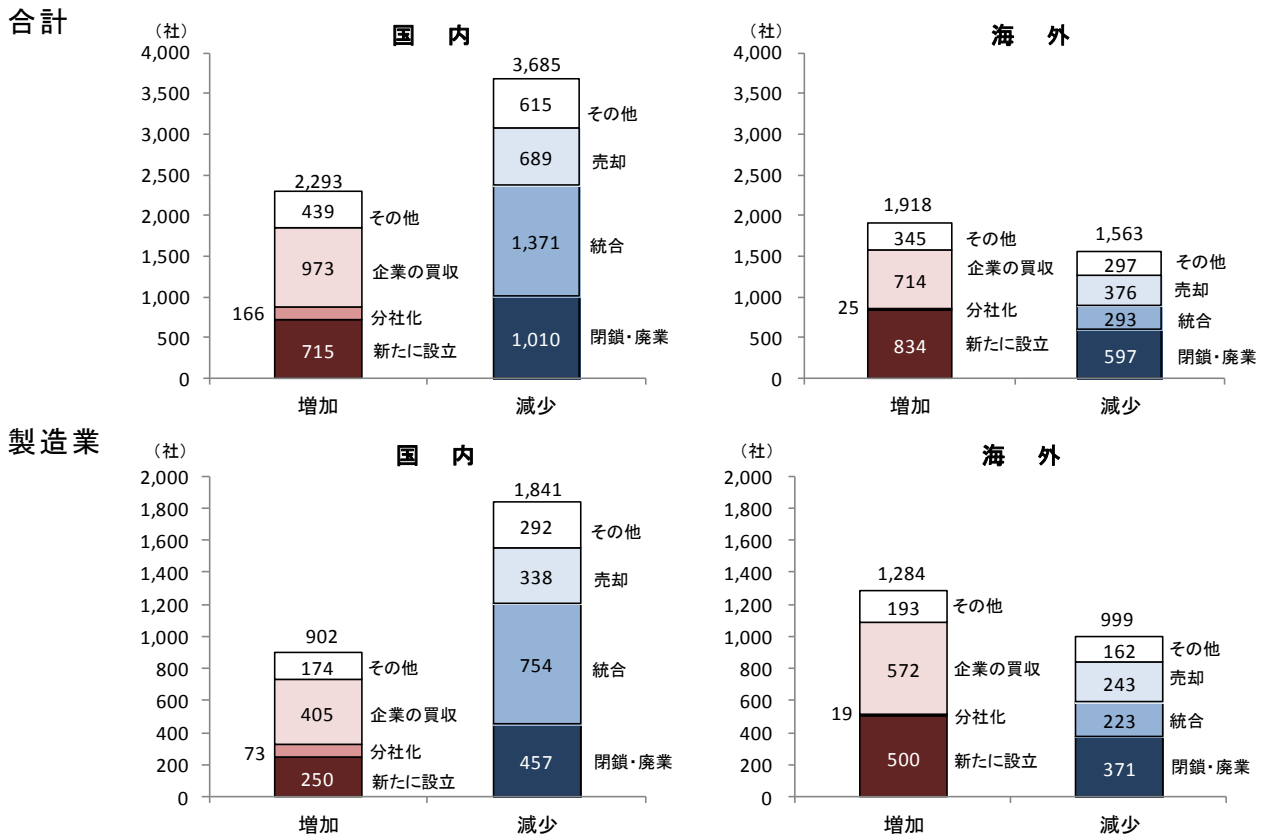 合計
（社）
国 内
4,000
3,500
3,000
2,500
2,000
1,500
1,000
500
0
2,293
439
その他
973
企業の買収
166
分社化
715
新たに設立
3,685
615
その他
689
売却
1,371
統合
1,010
閉鎖・廃業
増加
減少
（社）
海 外
4,000
3,500
3,000
2,500
2,000
1,500
1,000
500
0
1,918
345
その他
714
企業の買収
25
分社化
834
新たに設立
1,563
297
その他
376
売却
293
統合
597
閉鎖・廃業
増加
減少
製造業
（社）
国 内
2,000
1,800
1,600
1,400
1,200
1,000
800
600
400
200
0
902
174
その他
405
企業の買収
73
分社化
250
新たに設立
1,841
292
その他
338
売却
754
統合
457
閉鎖・廃業
増加
減少
（社）
海 外
2,000
1,800
1,600
1,400
1,200
1,000
800
600
400
200
0
1,284
193
その他
572
企業の買収
19
分社化
500
新たに設立
999
162
その他
243
売却
223
統合
371
閉鎖・廃業
増加
減少